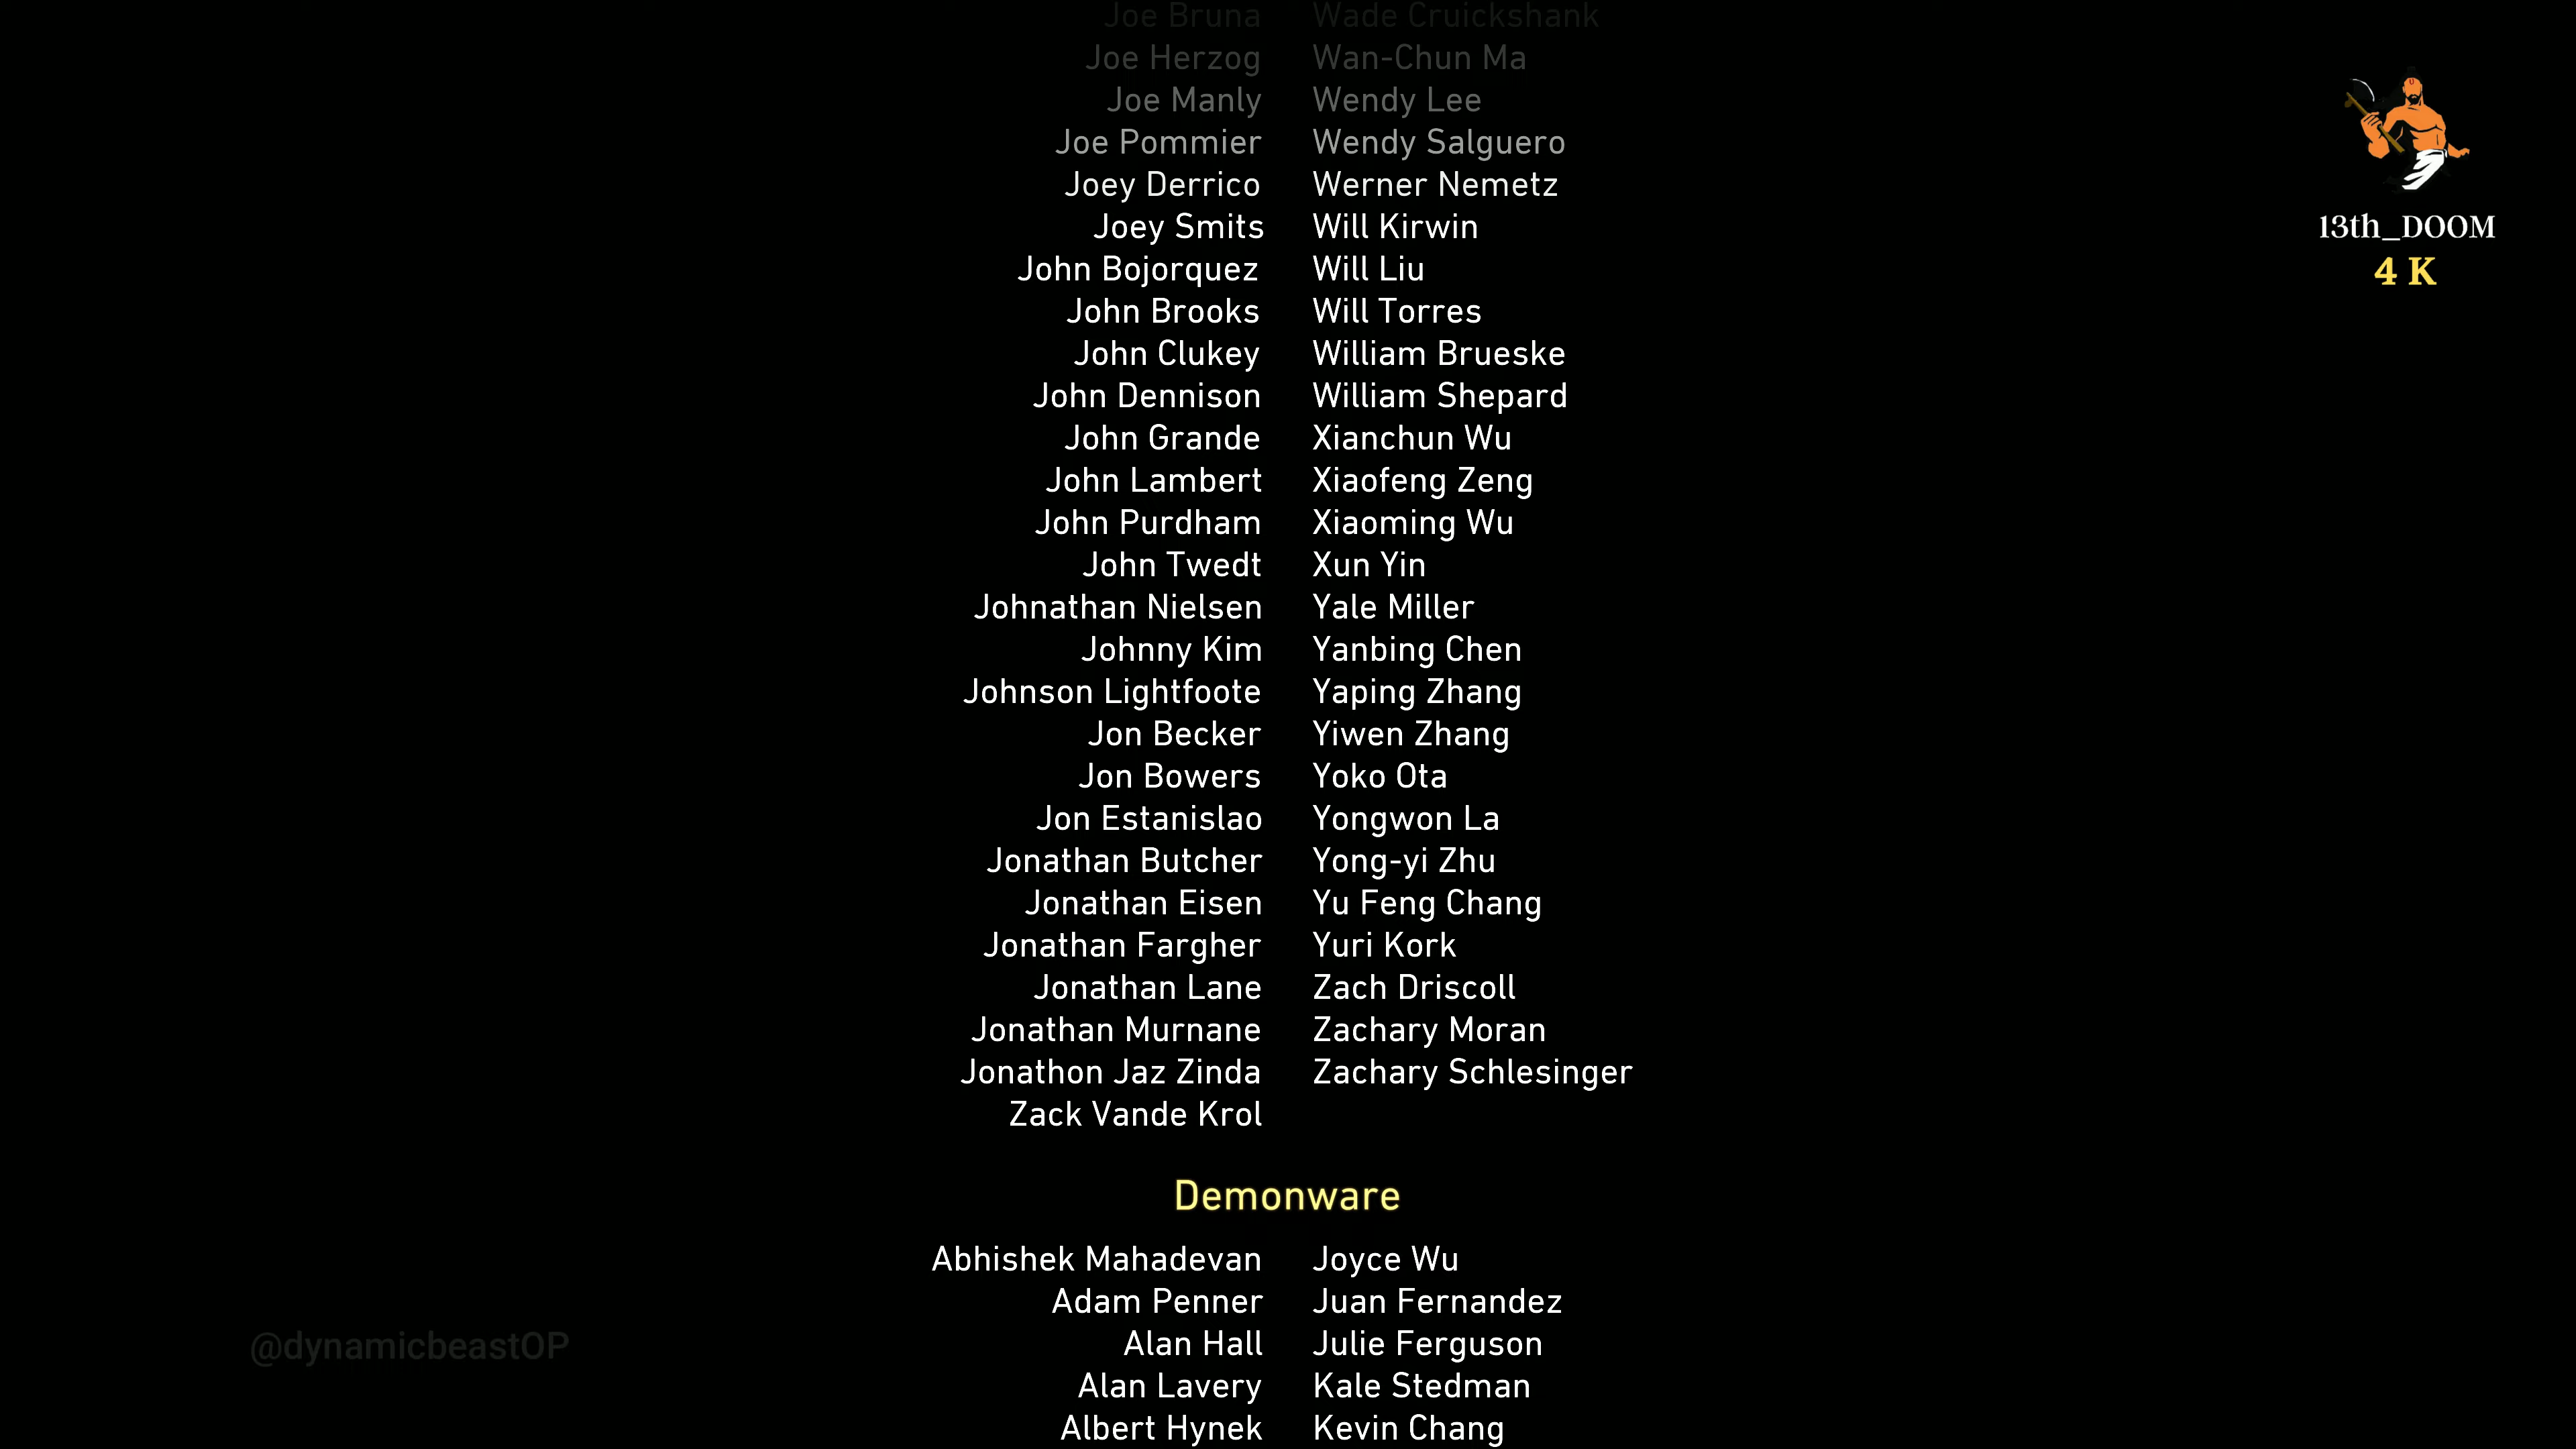 Joe Bruna Wade Cruickshank
Joe Herzog Wan-Chun Ma
Joe Manly Wendy Lee
Joe Pommier Wendy Salguero
Joey Derrico Werner Nemetz
Joey Smits Will Kirwin
John Bojorquez Will Liu
John Brooks Will Torres
John Clukey William Brueske
John Dennison William Shepard
John Grande Xianchun Wu
John Lambert Xiaofeng Zeng
John Purdham Xiaoming Wu
John Twedt Xun Yin
Johnathan Nielsen Yale Miller
Johnny Kim Yanbing Chen
Johnson Lightfoote Yaping Zhang
Jon Becker Yiwen Zhang
Jon Bowers Yoko Ota
Jon Estanislao Yongwon La
Jonathan Butcher Yong-yi Zhu
Jonathan Eisen Yu Feng Chang
Jonathan Fargher Yuri Kork
Jonathan Lane Zach Driscoll
Jonathan Murnane Zachary Moran
Jonathon Jaz Zinda Zachary Schlesinger
Zack Vande Krol
Demonware
Abhishek Mahadevan Joyce Wu
Adam Penner Juan Fernandez
Alan Hall Julie Ferguson
Alan Lavery Kale Stedman
Albert Hynek Kevin Chang
13th_DOOM
4 K
@dynamicbeastOP